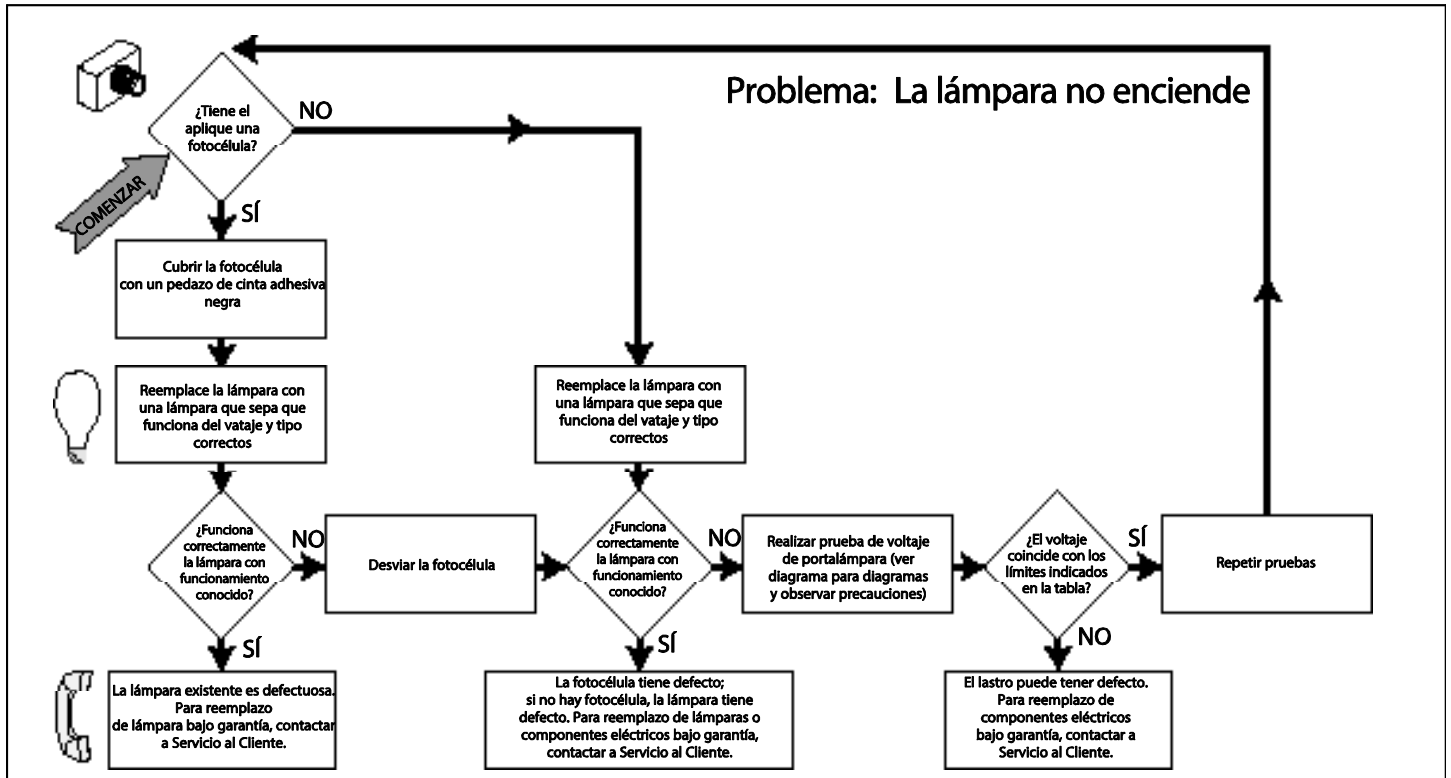 Problema: La lámpara no enciende
COMENZAR
¿Tiene el
aplique una
fotocélula?
NO
SÍ
Cubrir la fotocélula
con un pedazo de cinta adhesiva
negra
Reemplace la lámpara con
una lámpara que sepa que
funciona del vataje y tipo
correctos
Reemplace la lámpara con
una lámpara que sepa que
funciona del vataje y tipo
correctos
¿Funciona
correctamente
la lámpara con
funcionamiento
conocido?
NO
SÍ
Desviar la fotocélula
¿Funciona
correctamente
la lámpara con
funcionamiento
conocido?
NO
SÍ
Realizar prueba de voltaje
de portalámpara (ver
diagrama para diagramas
y observar precauciones)
¿El voltaje
coincide con los
límites indicados
en la tabla?
SÍ
NO
Repetir pruebas
La lámpara existente es defectuosa.
Para reemplazo
de lámpara bajo garantía, contactar
a Servicio al Cliente.
La fotocélula tiene defecto;
si no hay fotocélula, la lámpara tiene
defecto. Para reemplazo de lámparas o
componentes eléctricos bajo garantía,
contactar a Servicio al Cliente.
El lastro puede tener defecto.
Para reemplazo de
componentes eléctricos
bajo garantía, contactar a
Servicio al Cliente.